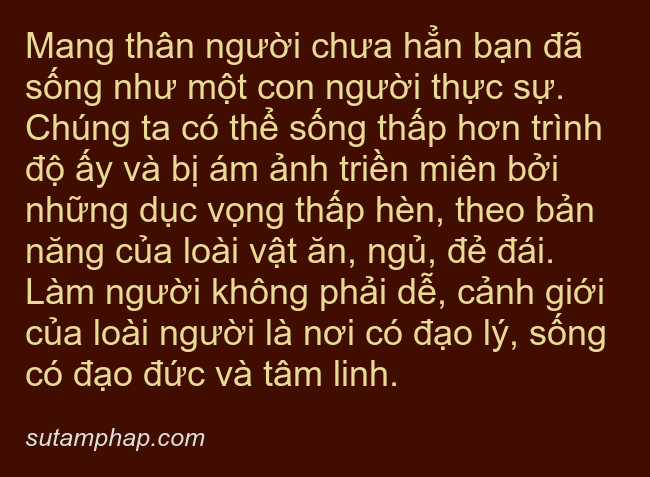 Mang thân người chưa hẳn bạn đã
sống như một con người thực sự.
Chúng ta có thể sống thấp hơn trình
độ ấy và bị ám ảnh triền miên bởi
những dục vọng thấp hèn, theo bản
năng của loài vật ăn, ngủ, đẻ đái.
Làm người không phải dễ, cảnh giới
của loài người là nơi có đạo lý, sống
có đạo đức và tâm linh.
sutamphap.com